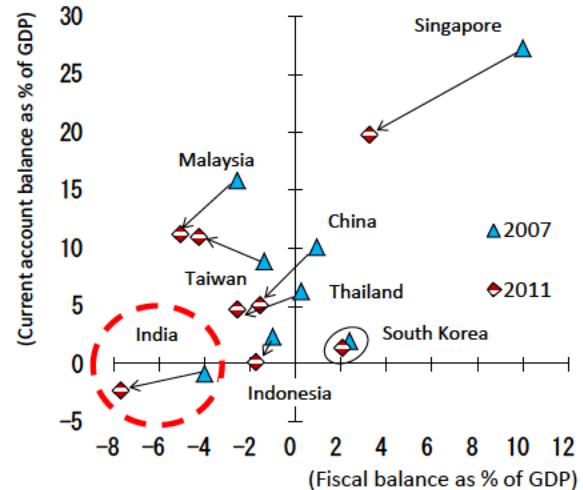 (Current account balance as % of GDP)
30
25
20
15
10
5
0
−5
Singapore
Malaysia
China
2007
Taiwan
Thailand
2011
India
South Korea
Indonesia
−8 −6 −4 −2 0 2 4 6 8 10 12
(Fiscal balance as % of GDP)